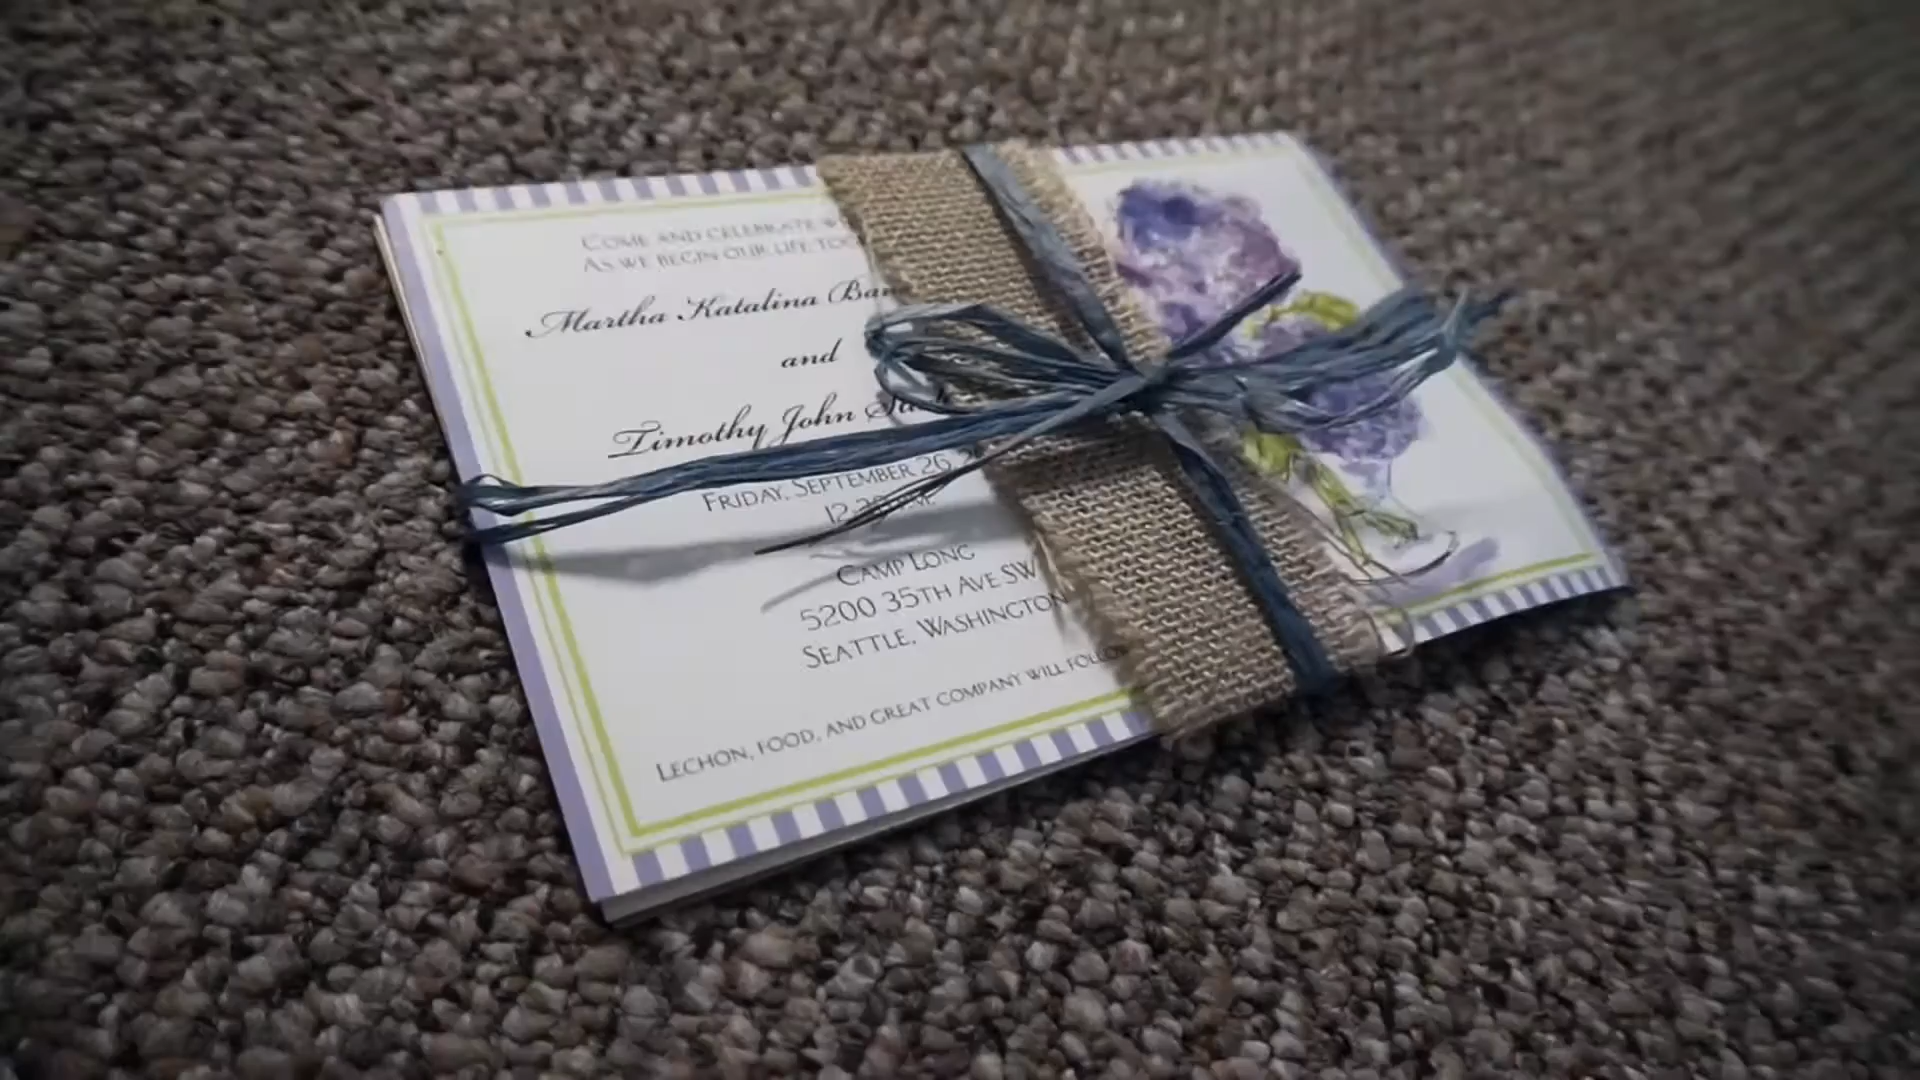 COME AND CELEBRATE
AS WE BEGIN OUR LIFE
Martha Katalina
and
Timothy John
FRIDAY, SEPTEMBER 26,
CAMP LONG
5200 35TH AVE SW
SEATTLE, WASHINGTON
LECHON, FOOD, AND GREAT COMPANY WILL FOLLOW